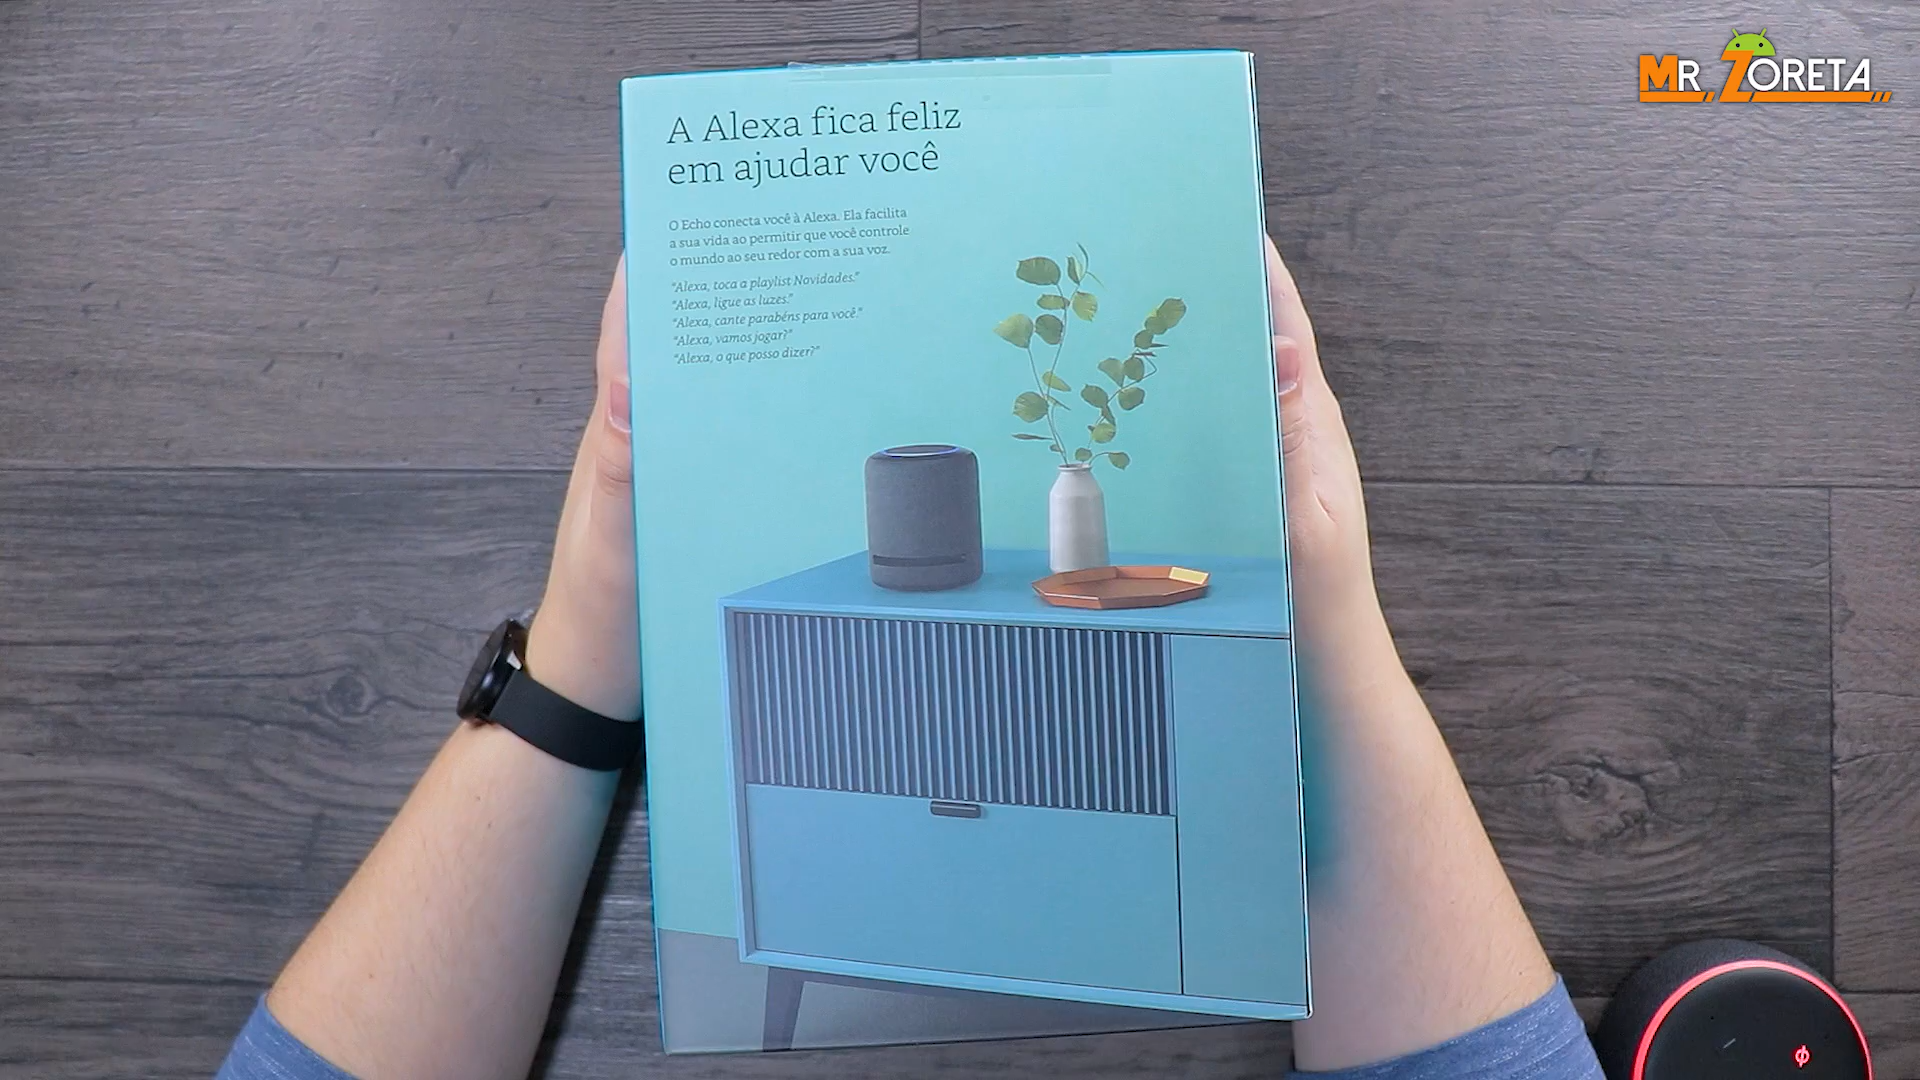 MR. ZORETA
A Alexa fica feliz
em ajudar você
O Echo conecta você à Alexa. Ela facilita
a sua vida ao permitir que você controle
o mundo ao seu redor com a sua voz.
"Alexa, toca a playlist Novidades."
"Alexa, ligue as luzes."
"Alexa, cante parabéns para você."
"Alexa, vamos jogar?"
"Alexa, o que posso dizer?"